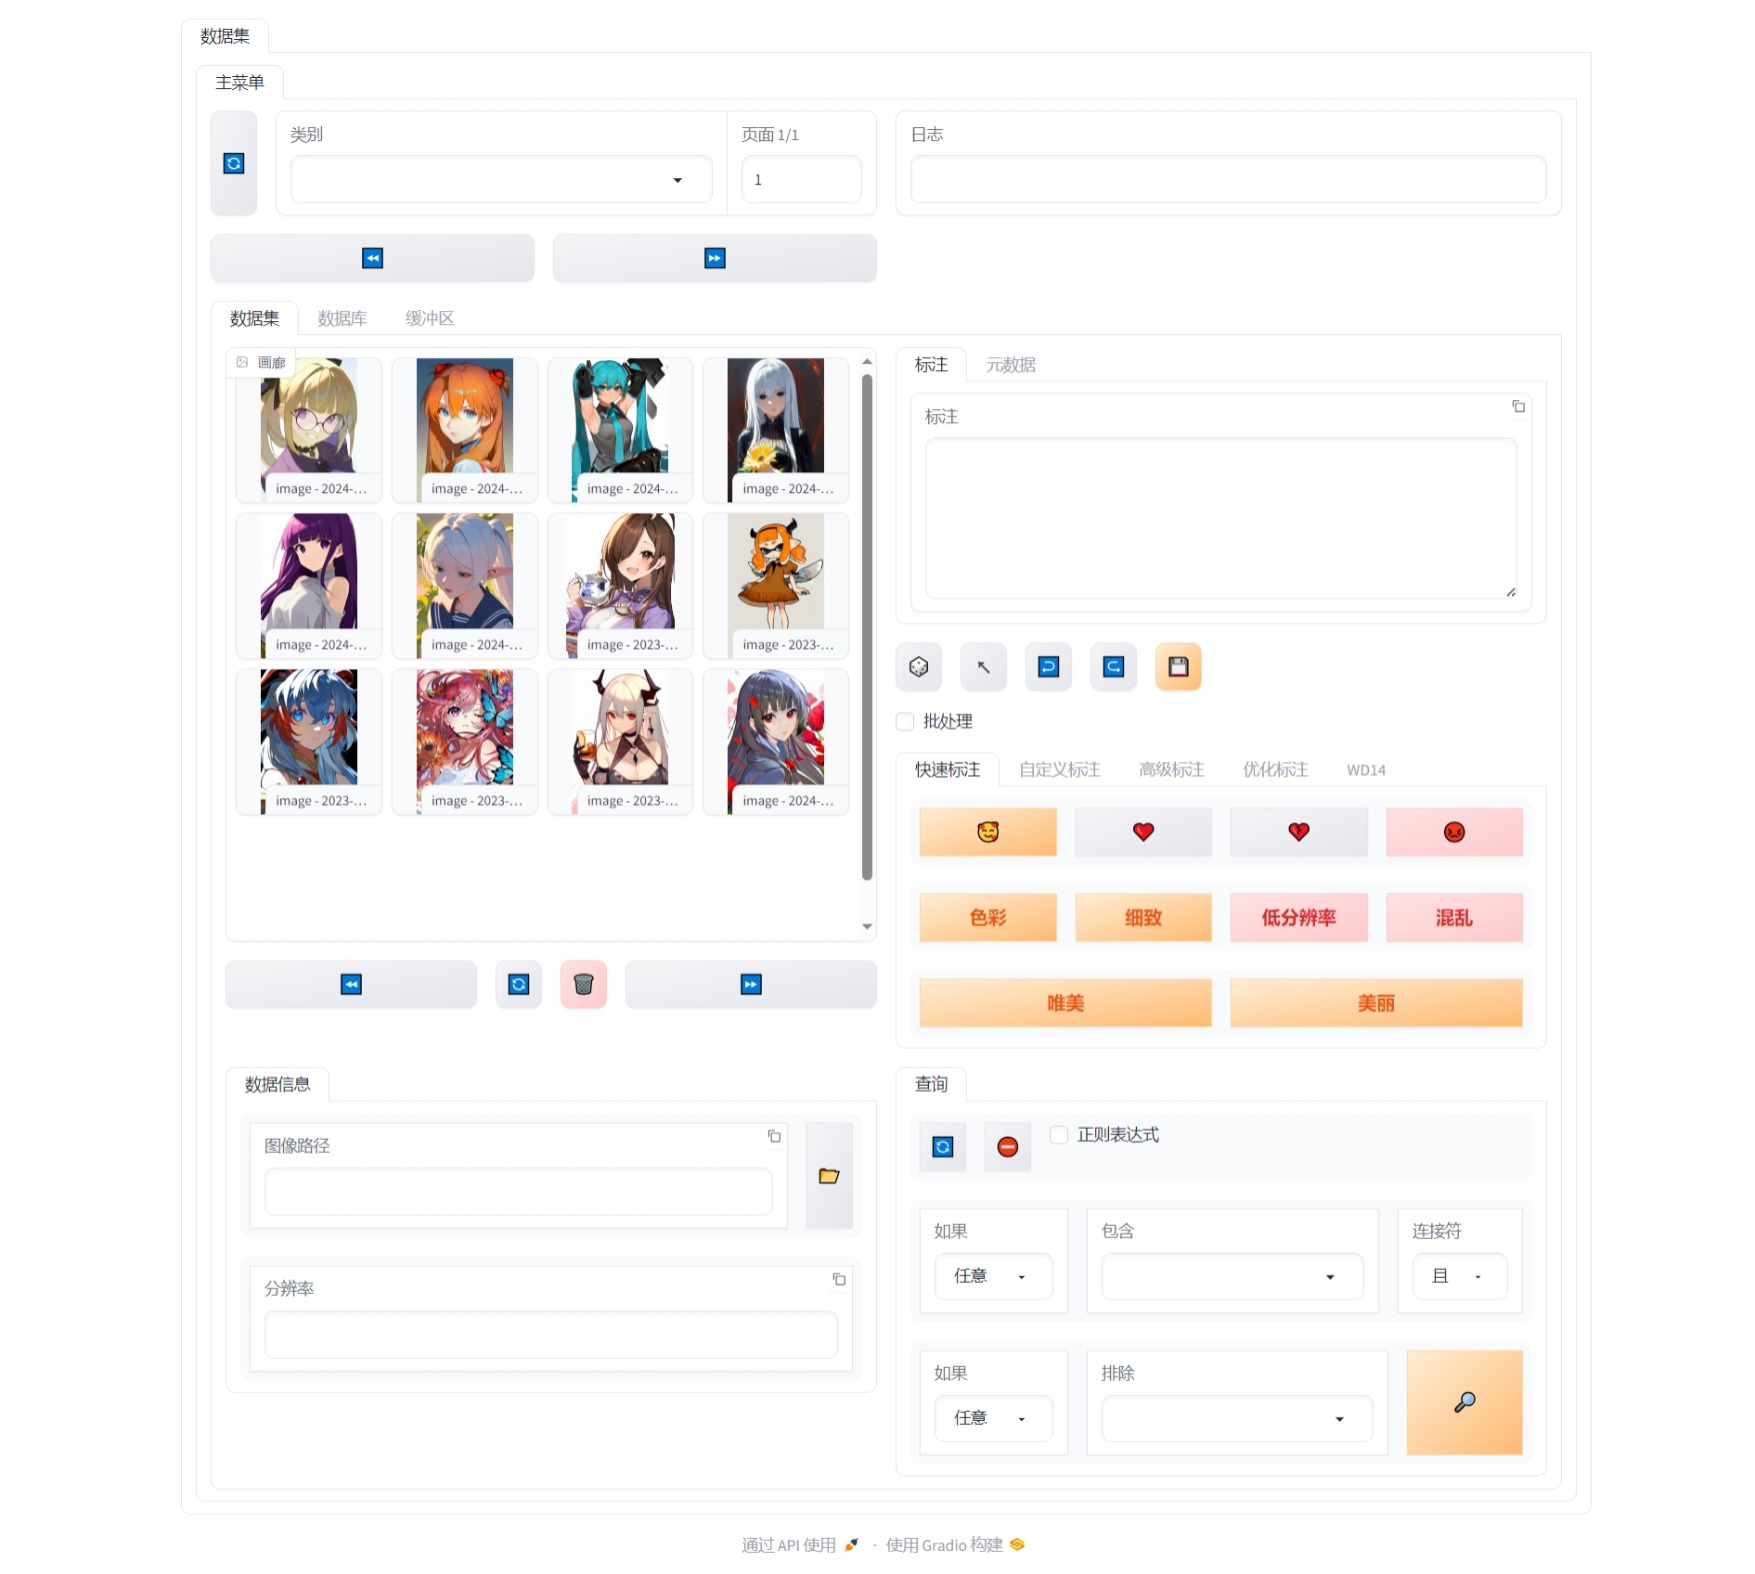 数据集
主菜单
类别
页面 1/1
日志
1
数据集
数据库
缓冲区
画廊
image - 2024-...
image - 2024-...
image - 2024-...
image - 2024-...
image - 2024-...
image - 2024-...
image - 2023-...
image - 2023-...
image - 2023-...
image - 2023-...
image - 2023-...
image - 2024-...
标注
元数据
标注
批处理
快速标注
自定义标注
高级标注
优化标注
WD14
色彩
细致
低分辨率
混乱
唯美
美丽
数据信息
图像路径
分辨率
查询
正则表达式
如果
包含
连接符
任意
且
如果
排除
任意
通过 API 使用 · 使用 Gradio 构建